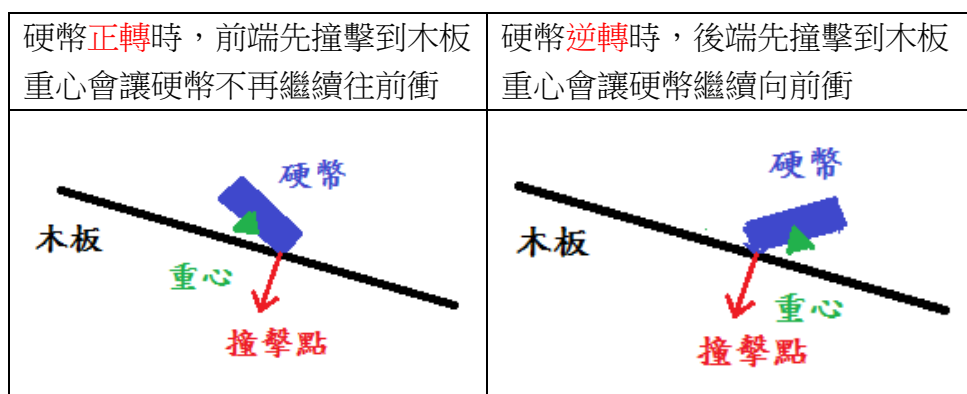 硬幣正轉時，前端先撞擊到木板
重心會讓硬幣不再繼續往前衝
硬幣逆轉時，後端先撞擊到木板
重心會讓硬幣繼續向前衝
硬幣
木板
重心
撞擊點
硬幣
木板
重心
撞擊點